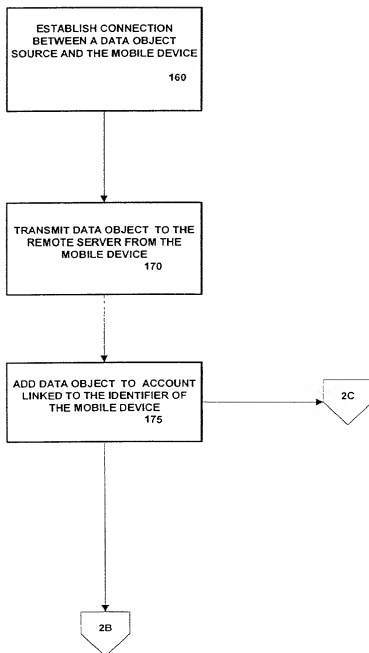 ESTABLISH CONNECTION
BETWEEN A DATA OBJECT
SOURCE AND THE MOBILE DEVICE
160
TRANSMIT DATA OBJECT TO THE
REMOTE SERVER FROM THE
MOBILE DEVICE
170
ADD DATA OBJECT TO ACCOUNT
LINKED TO THE IDENTIFIER OF
THE MOBILE DEVICE
175
2C
2B